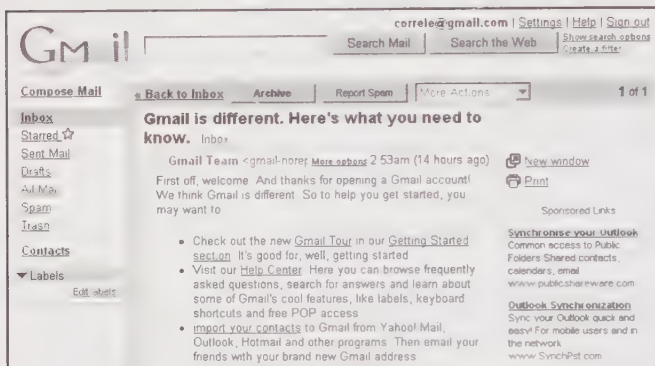 correle@gmail.com | Settings | Help | Sign out
Gm il
Search Mail
Search the Web
Show search options
Create a filter
Compose Mail
Inbox
Starred
Sent Mail
Drafts
All Mai
Spam
Trash
Contacts
Labels
Edit labels
« Back to Inbox
Archive
Report Spam
More Actions
1 of 1
Gmail is different. Here's what you need to
know. Inbox
Gmail Team <gmail-norep More options 2 53am (14 hours ago)
First off, welcome And thanks for opening a Gmail account!
We think Gmail is different So to help you get started, you
may want to
• Check out the new Gmail Tour in our Getting Started
section It's good for, well, getting started
• Visit our Help Center Here you can browse frequently
asked questions, search for answers and learn about
some of Gmail's cool features, like labels, keyboard
shortcuts and free POP access
• import your contacts to Gmail from Yahoo! Mail,
Outlook, Hotmail and other programs Then email your
friends with your brand new Gmail address
New window
Print
Sponsored Links
Synchronise your Outlook
Common access to Public
Folders Shared contacts,
calenders, email
www.publicshareware.com
Outlook Synchronization
Sync your Outlook quick and
easy! For mobile users and in
the network
www SynchPst com